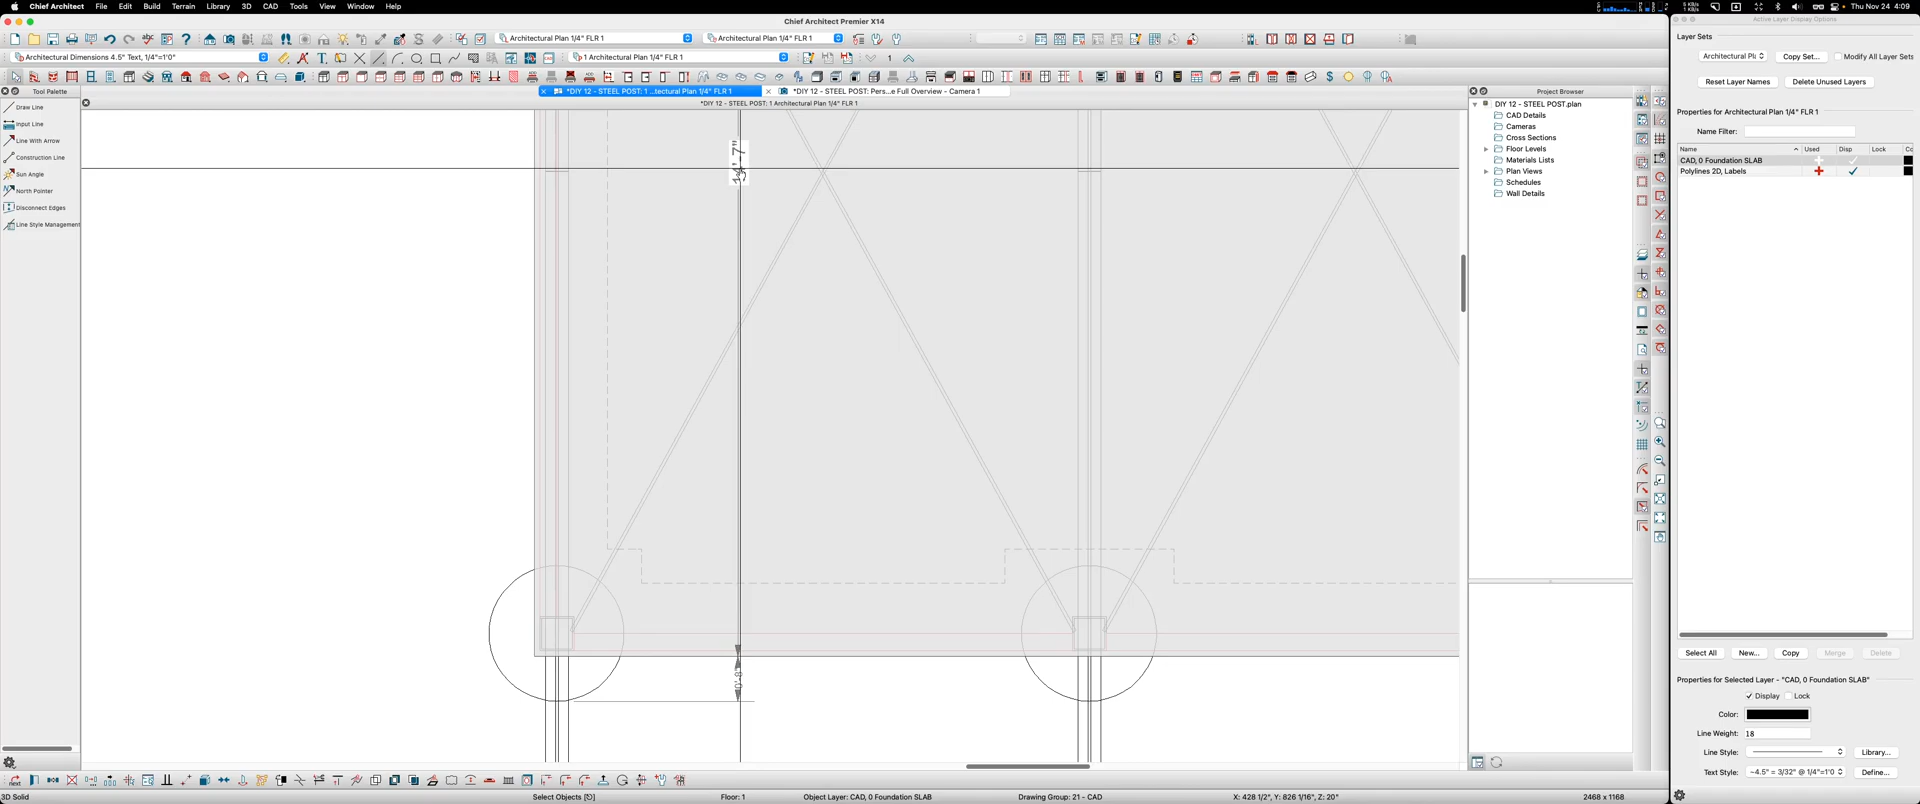 Chief Architect File Edit Build Terrain Library 3D CAD Tools View Window Help
Thu Nov 24 4:09
Chief Architect Premier X14
Active Layer Display Options
Architectural Plan 1/4" FLR 1
Architectural Plan 1/4" FLR 1
Architectural Dimensions 4.5" Text, 1/4"=1'0"
1 Architectural Plan 1/4" FLR 1
1
Tool Palette
*DIY 12 - STEEL POST: 1 ...tectural Plan 1/4" FLR 1
*DIY 12 - STEEL POST: Pers...e Full Overview - Camera 1
*DIY 12 - STEEL POST: 1 Architectural Plan 1/4" FLR 1
Draw Line
Input Line
Line With Arrow
Construction Line
Sun Angle
North Pointer
Disconnect Edges
Line Style Management
0'-8"
Project Browser
DIY 12 - STEEL POST.plan
CAD Details
Cameras
Cross Sections
Floor Levels
Materials Lists
Plan Views
Schedules
Wall Details
Layer Sets
Architectural Pl
Copy Set...
Modify All Layer Sets
Reset Layer Names
Delete Unused Layers
Properties for Architectural Plan 1/4" FLR 1
Name Filter:
Name Used Disp Lock Co
CAD, 0 Foundation SLAB
Polylines 2D, Labels
Select All New... Copy Merge Delete
Properties for Selected Layer - "CAD, 0 Foundation SLAB"
Display Lock
Color:
Line Weight: 18
Line Style: Library...
Text Style: ~4.5" = 3/32" @ 1/4"=1'0 Define...
3D Solid
Select Objects
Floor: 1
Object Layer: CAD, 0 Foundation SLAB
Drawing Group: 21 - CAD
X: 428 1/2", Y: 826 1/16", Z: 20"
2468 x 1168